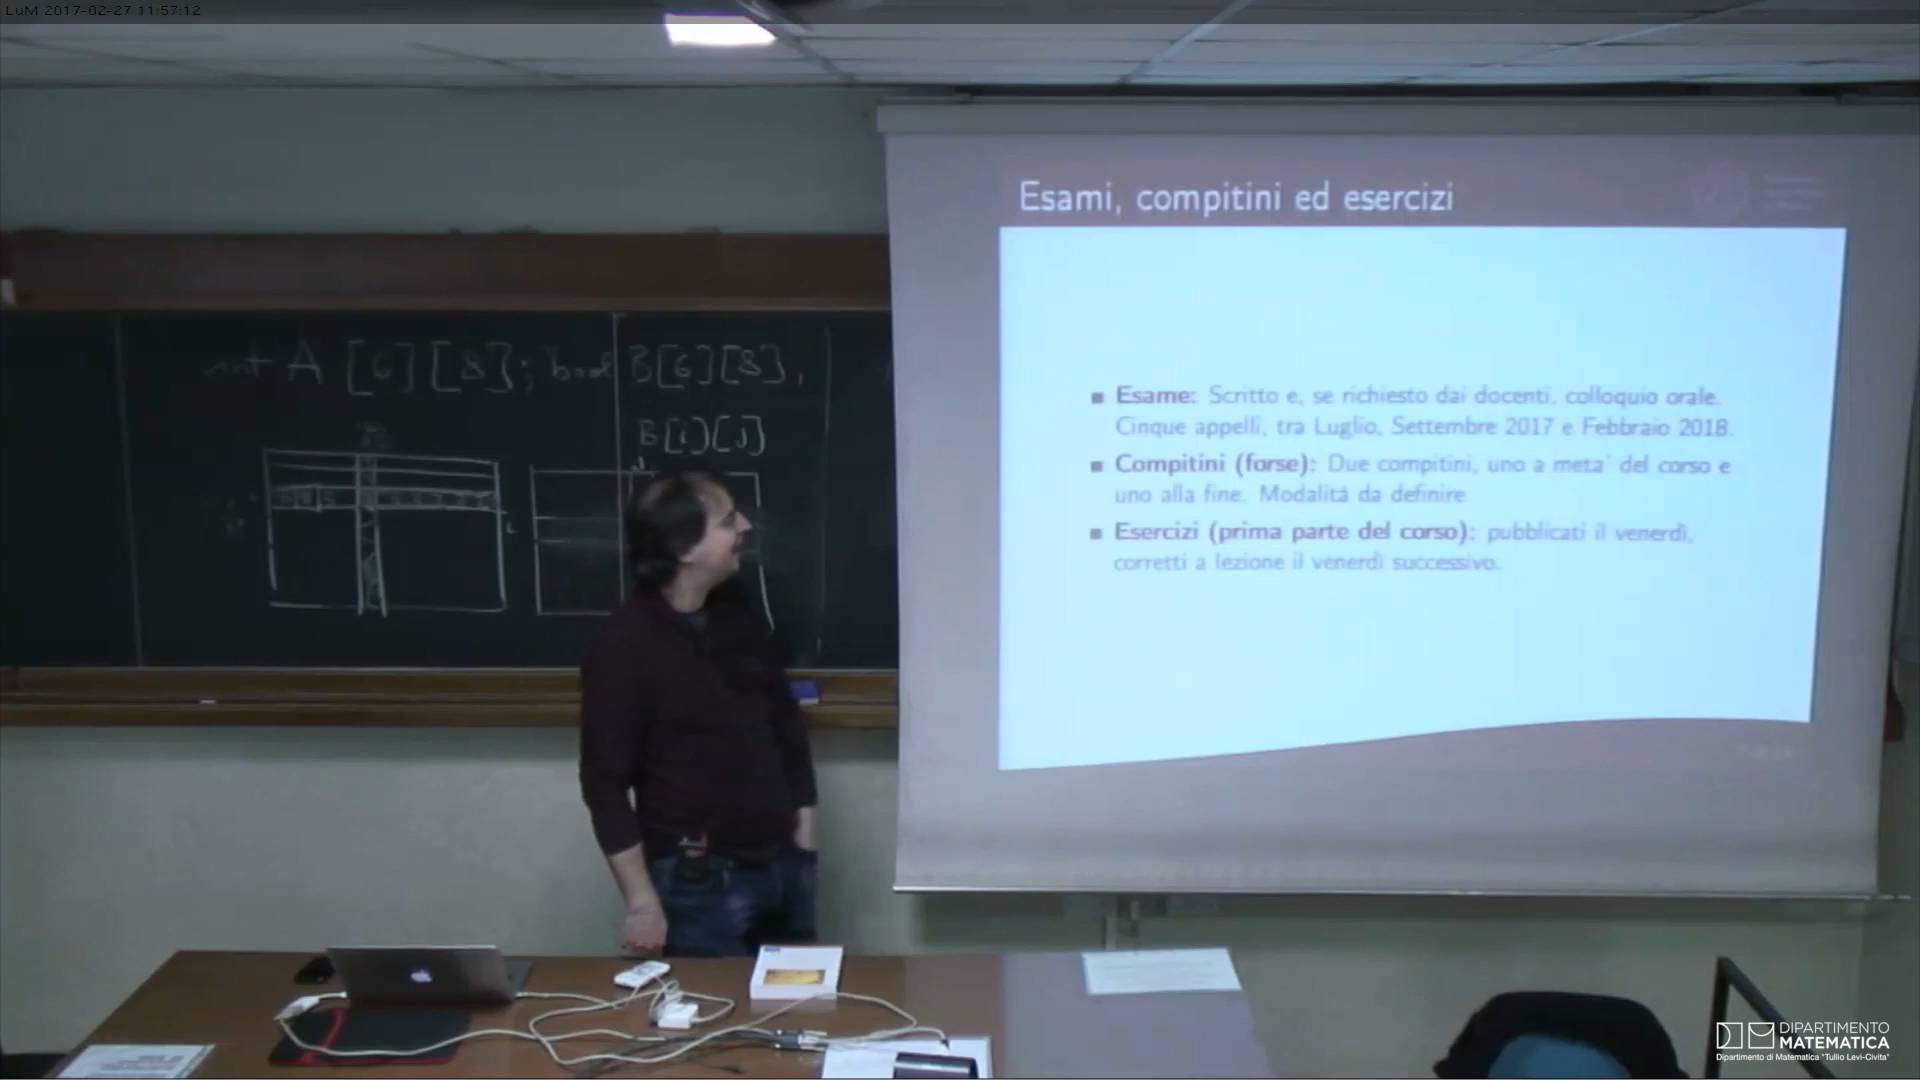 LuM 2017-02-27 11:57:12
Esami, compitini ed esercizi
Esame: Scritto e, se richiesto dai docenti, colloquio orale.
Cinque appelli, tra Luglio, Settembre 2017 e Febbraio 2018.
Compitini (forse): Due compitini, uno a meta' del corso e
uno alla fine. Modalità da definire
Esercizi (prima parte del corso): pubblicati il venerdì,
corretti a lezione il venerdì successivo.
int A [6][8]; bool B[6][8],
B[i][j]
DIPARTIMENTO
MATEMATICA
Dipartimento di Matematica "Tullio Levi-Civita"